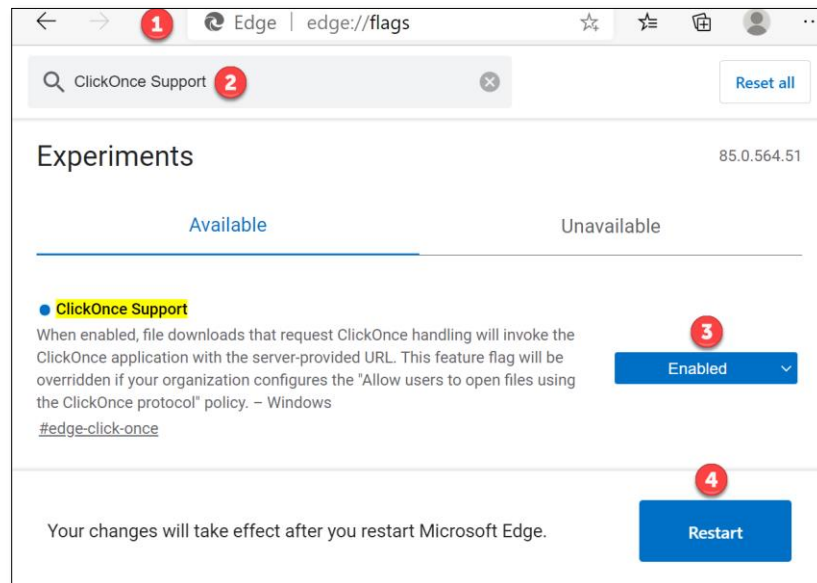 1 Edge | edge://flags
ClickOnce Support 2
Reset all
Experiments
85.0.564.51
Available
Unavailable
ClickOnce Support
When enabled, file downloads that request ClickOnce handling will invoke the
ClickOnce application with the server-provided URL. This feature flag will be
overridden if your organization configures the "Allow users to open files using
the ClickOnce protocol" policy. – Windows
#edge-click-once
3
Enabled
4
Your changes will take effect after you restart Microsoft Edge.
Restart